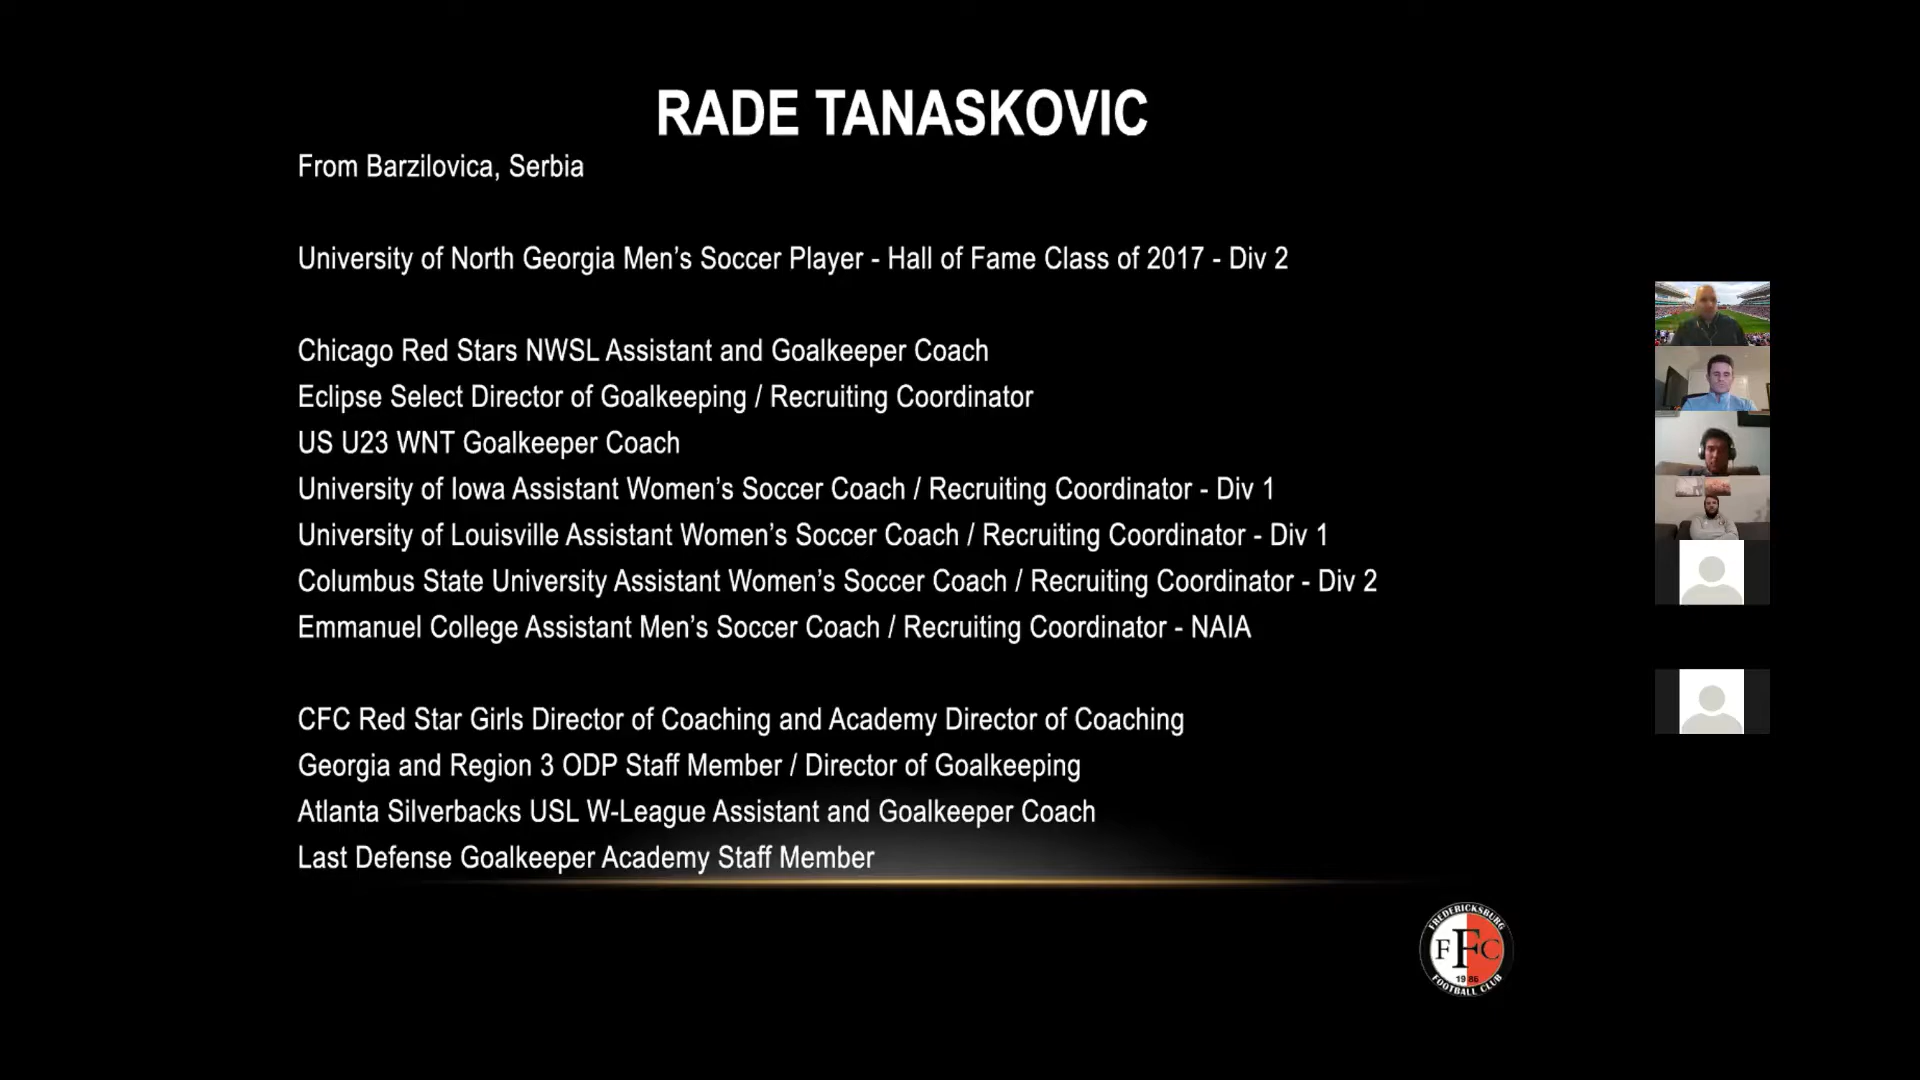 RADE TANASKOVIC
From Barzilovica, Serbia
University of North Georgia Men’s Soccer Player - Hall of Fame Class of 2017 - Div 2
Chicago Red Stars NWSL Assistant and Goalkeeper Coach
Eclipse Select Director of Goalkeeping / Recruiting Coordinator
US U23 WNT Goalkeeper Coach
University of Iowa Assistant Women’s Soccer Coach / Recruiting Coordinator - Div 1
University of Louisville Assistant Women’s Soccer Coach / Recruiting Coordinator - Div 1
Columbus State University Assistant Women’s Soccer Coach / Recruiting Coordinator - Div 2
Emmanuel College Assistant Men’s Soccer Coach / Recruiting Coordinator - NAIA
CFC Red Star Girls Director of Coaching and Academy Director of Coaching
Georgia and Region 3 ODP Staff Member / Director of Goalkeeping
Atlanta Silverbacks USL W-League Assistant and Goalkeeper Coach
Last Defense Goalkeeper Academy Staff Member
FREDERICKSBURG
FFC
1986
FOOTBALL CLUB